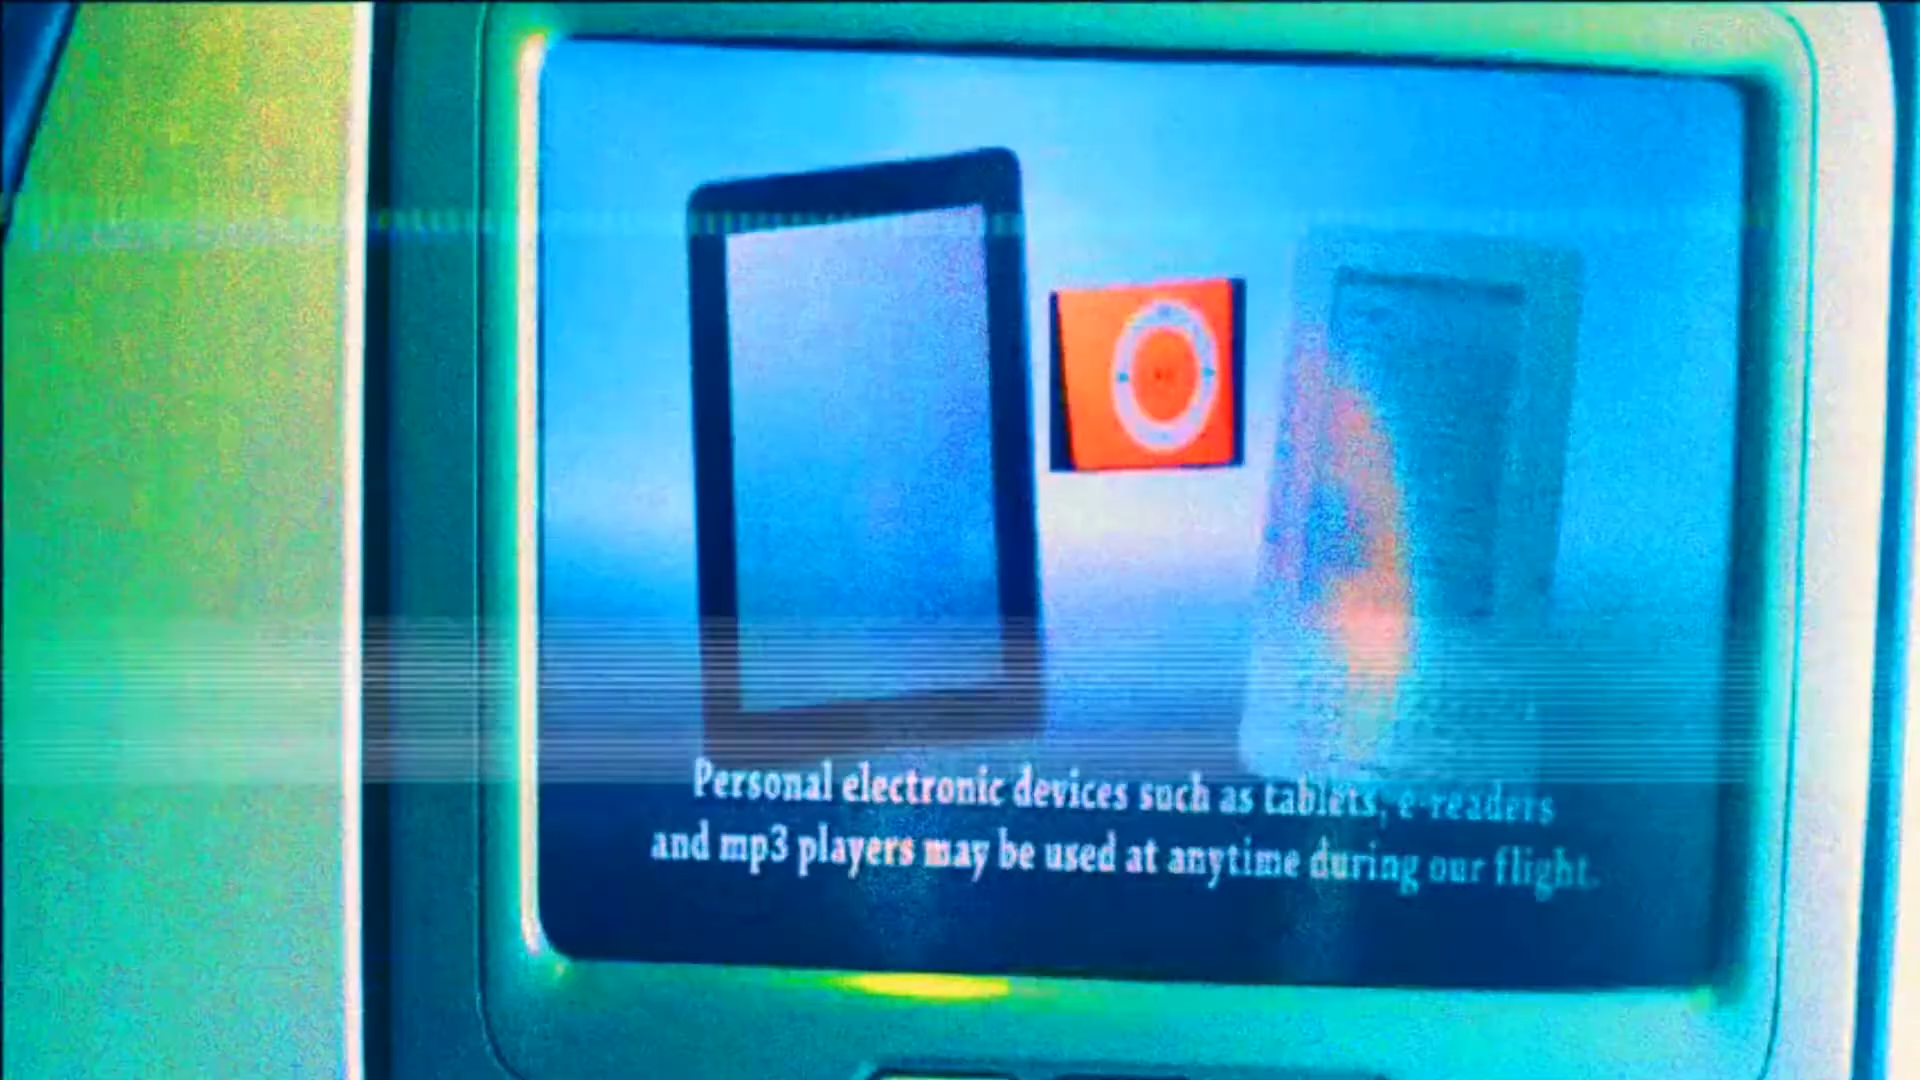 Personal electronic devices such as tablets, e-readers
and mp3 players may be used at anytime during our flight.